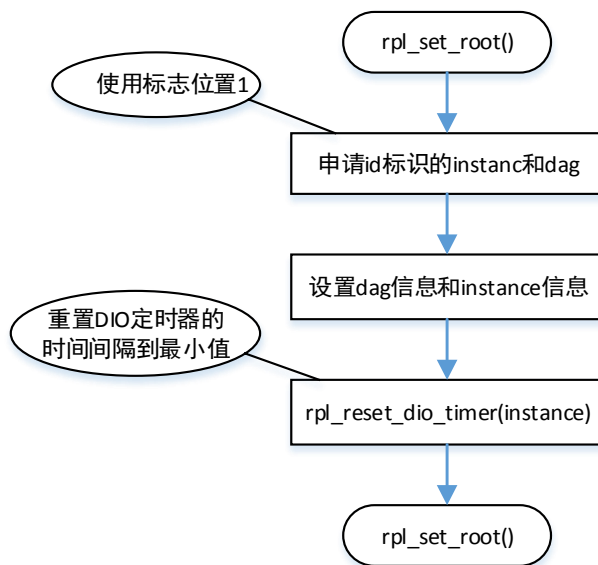 rpl_set_root()
使用标志位置1
申请id标识的instanc和dag
设置dag信息和instance信息
重置DIO定时器的
时间间隔到最小值
rpl_reset_dio_timer(instance)
rpl_set_root()